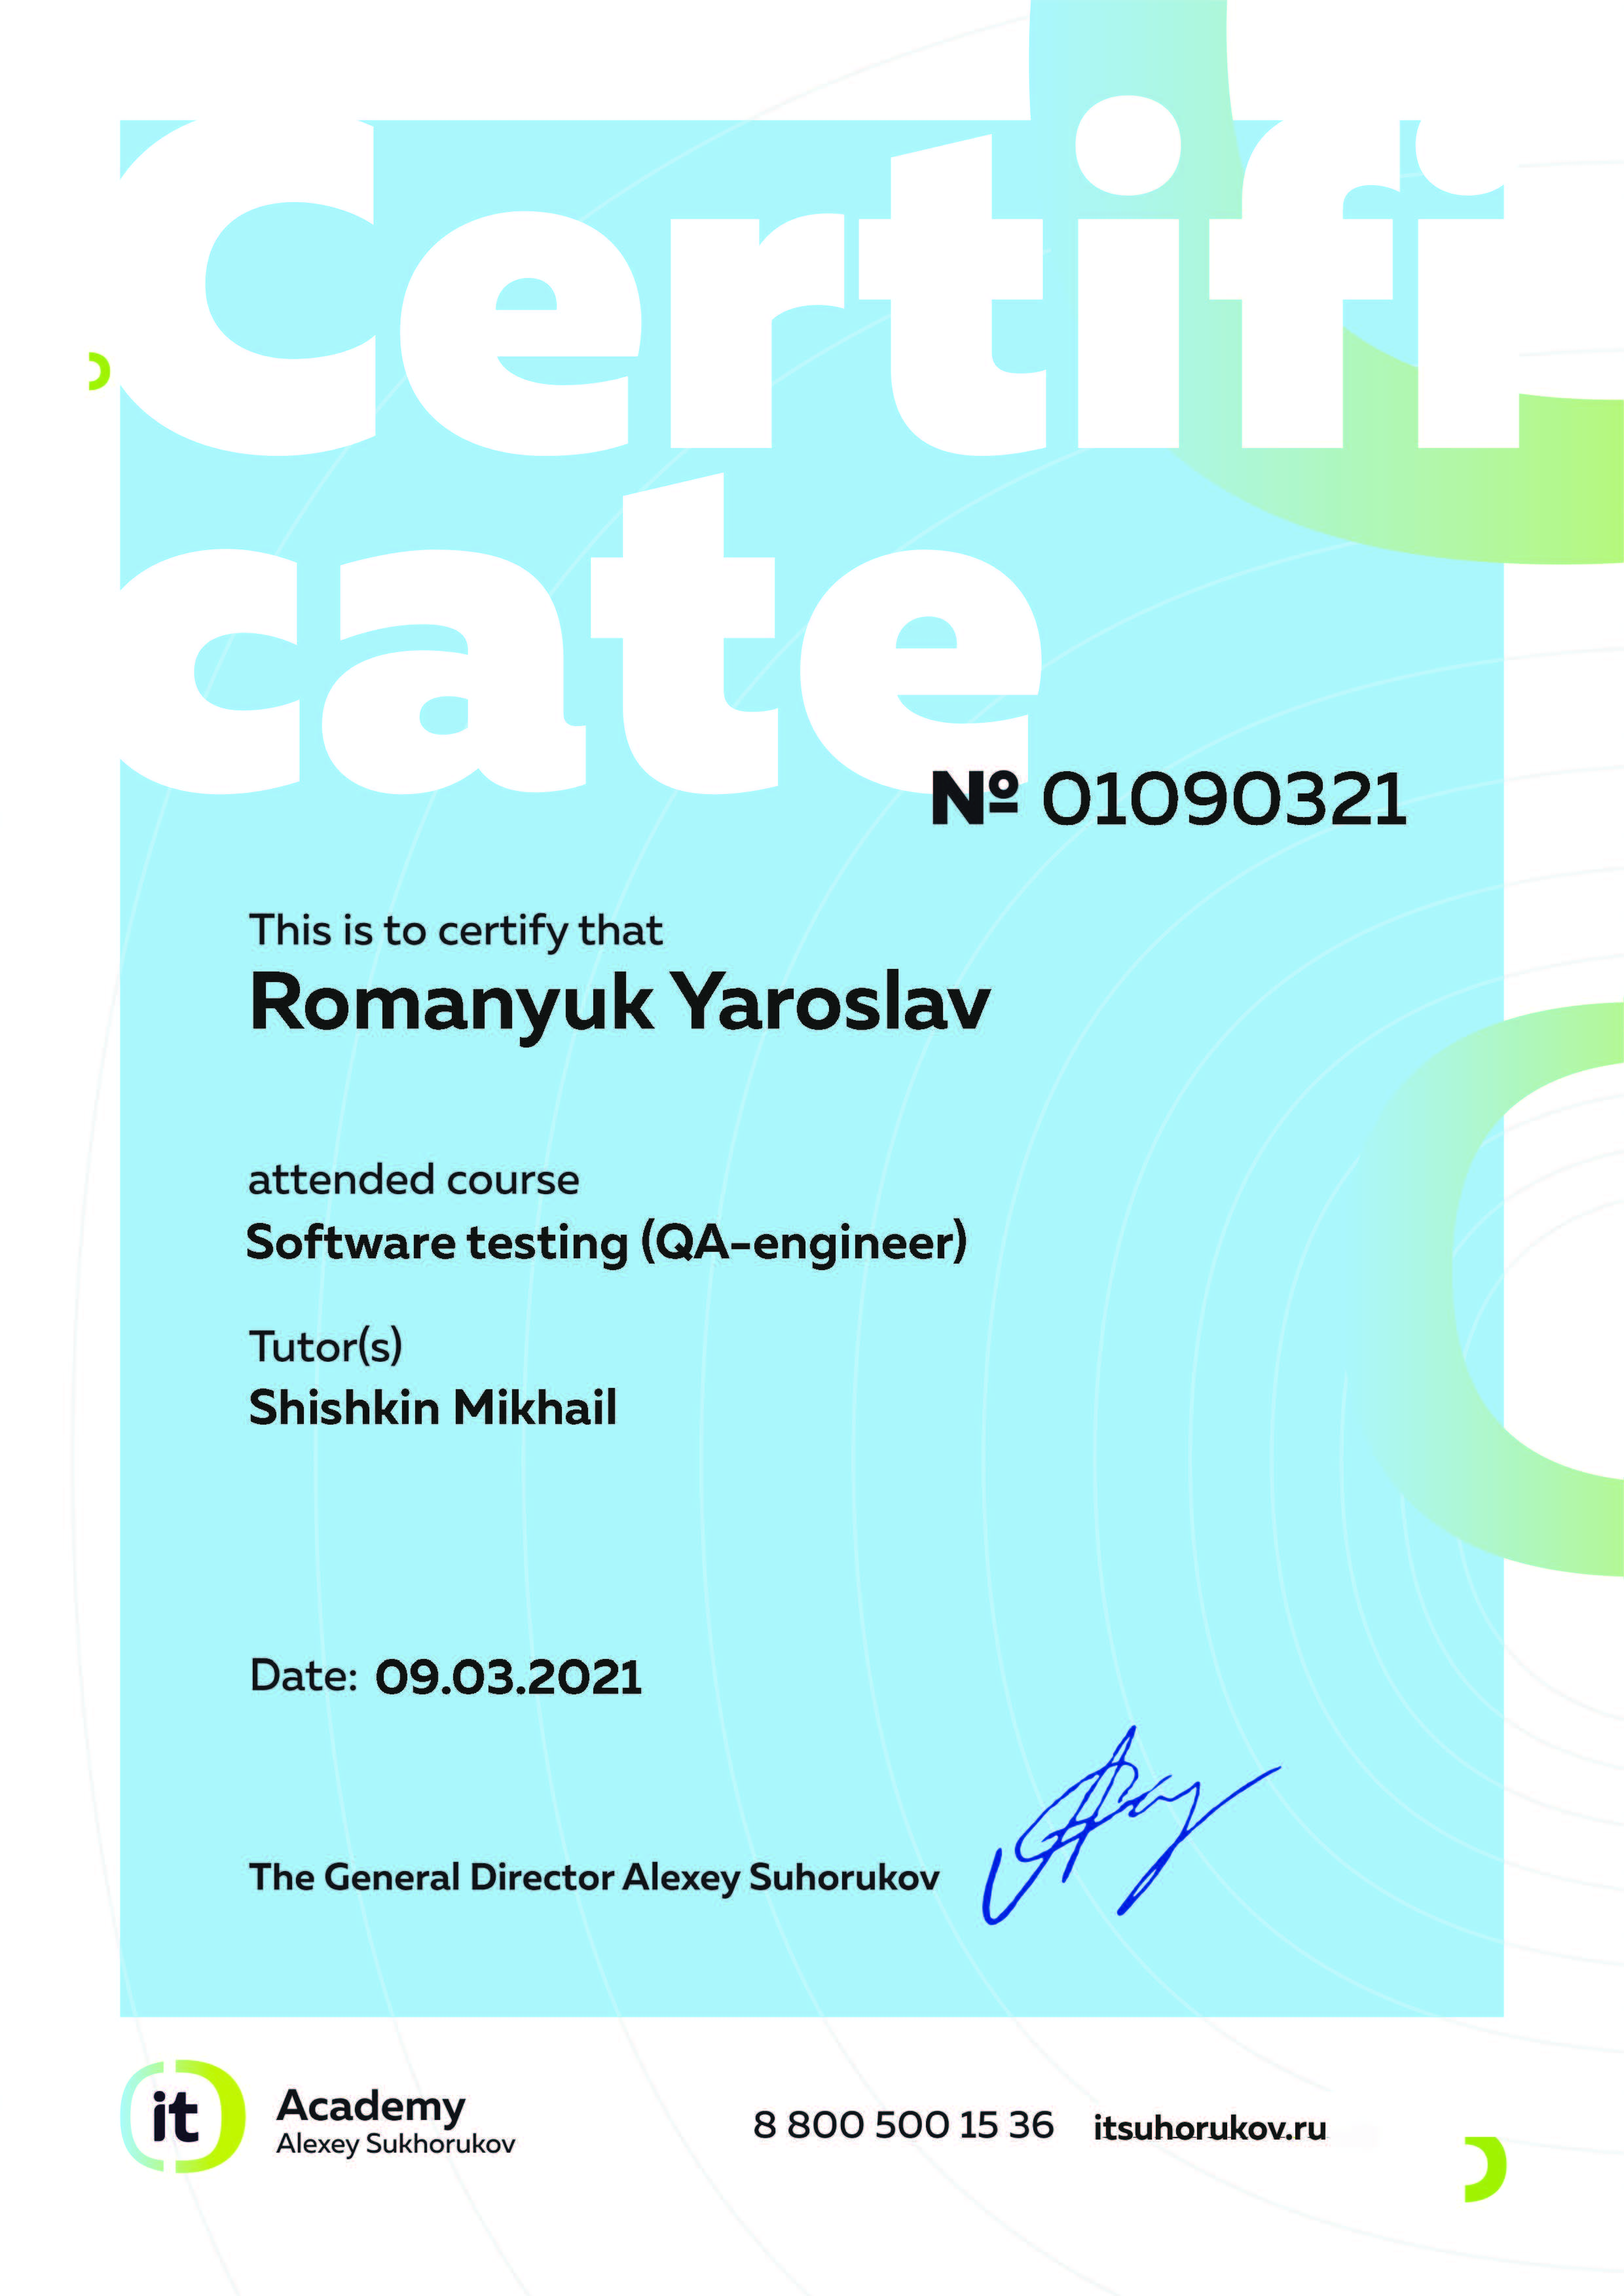 Certifi
cate
№ 01090321
This is to certify that
Romanyuk Yaroslav
attended course
Software testing (QA-engineer)
Tutor(s)
Shishkin Mikhail
Date: 09.03.2021
The General Director Alexey Suhorukov
it
Academy
Alexey Sukhorukov
8 800 500 15 36
itsuhorukov.ru